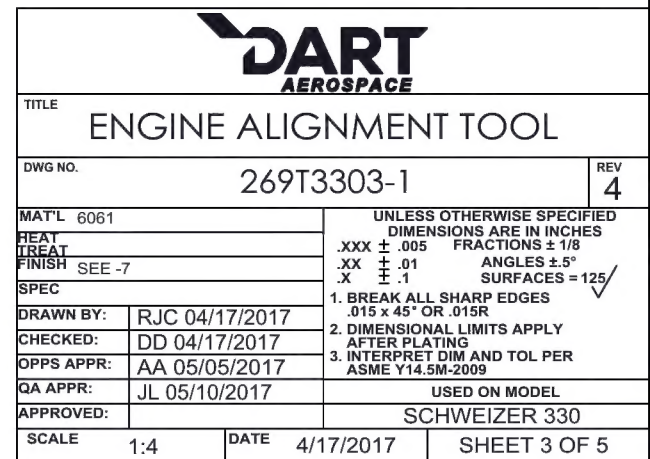 DART
AEROSPACE
TITLE
ENGINE ALIGNMENT TOOL
DWG NO.
269T3303-1
REV
4
MAT'L 6061
HEAT
TREAT
FINISH SEE -7
SPEC
DRAWN BY: RJC 04/17/2017
CHECKED: DD 04/17/2017
OPPS APPR: AA 05/05/2017
QA APPR: JL 05/10/2017
APPROVED:
UNLESS OTHERWISE SPECIFIED
DIMENSIONS ARE IN INCHES
.XXX ± .005 FRACTIONS ± 1/8
.XX ± .01 ANGLES ±.5°
.X ± .1 SURFACES = 125
1. BREAK ALL SHARP EDGES
.015 x 45° OR .015R
2. DIMENSIONAL LIMITS APPLY
AFTER PLATING
3. INTERPRET DIM AND TOL PER
ASME Y14.5M-2009
USED ON MODEL
SCHWEIZER 330
SCALE 1:4 DATE 4/17/2017 SHEET 3 OF 5